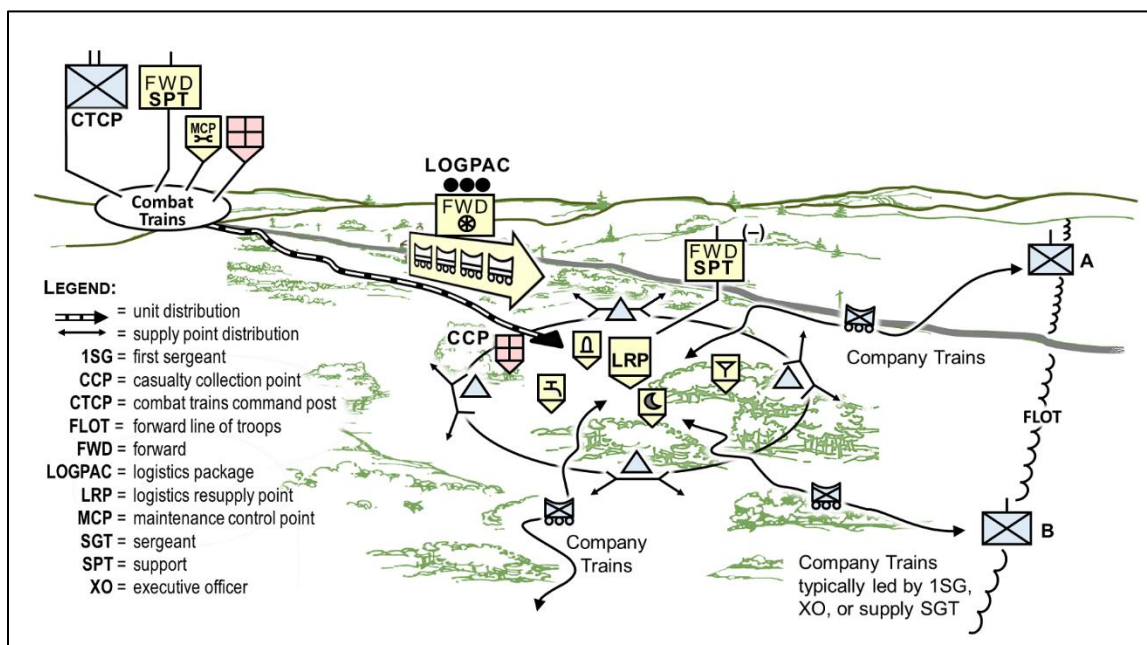 FWD
SPT
CTCP
MCP
LOGPAC
FWD
Combat
Trains
(–)
FWD
SPT
A
LEGEND:
= unit distribution
= supply point distribution
1SG = first sergeant
CCP = casualty collection point
CTCP = combat trains command post
FLOT = forward line of troops
FWD = forward
LOGPAC = logistics package
LRP = logistics resupply point
MCP = maintenance control point
SGT = sergeant
SPT = support
XO = executive officer
CCP
LRP
Company Trains
FLOT
B
Company
Trains
Company Trains
typically led by 1SG,
XO, or supply SGT